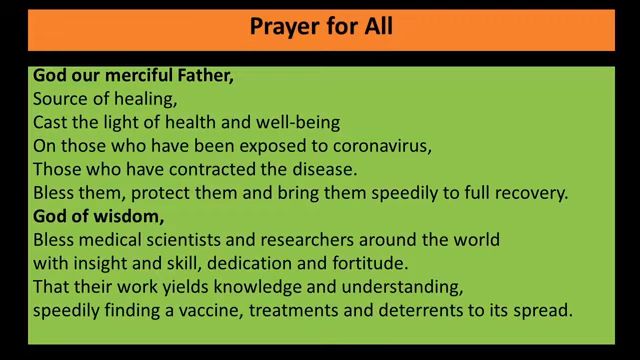 Prayer for All
God our merciful Father,
Source of healing,
Cast the light of health and well-being
On those who have been exposed to coronavirus,
Those who have contracted the disease.
Bless them, protect them and bring them speedily to full recovery.
God of wisdom,
Bless medical scientists and researchers around the world
with insight and skill, dedication and fortitude.
That their work yields knowledge and understanding,
speedily finding a vaccine, treatments and deterrents to its spread.